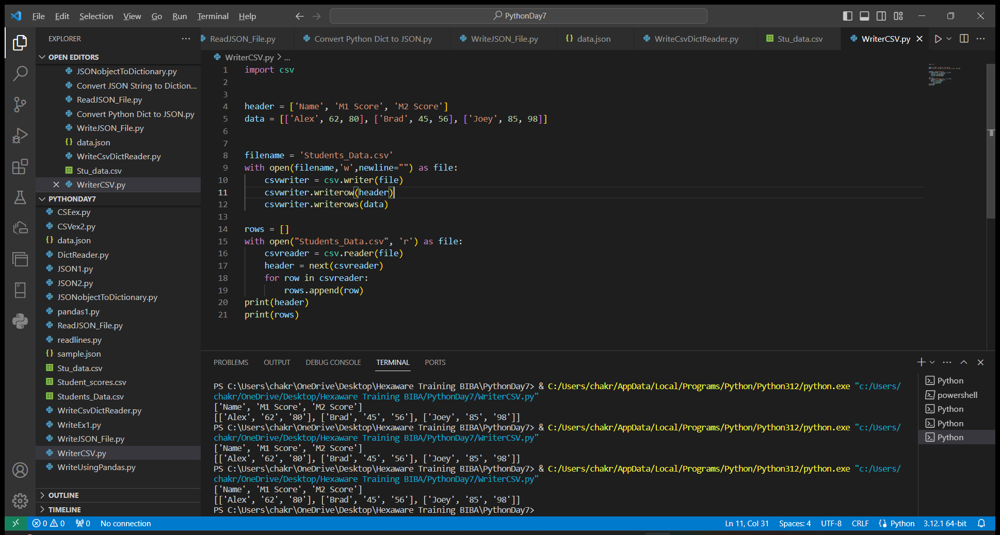 File Edit Selection View Go Run Terminal Help
PythonDay7
EXPLORER
OPEN EDITORS
JSONobjectToDictionary.py
Convert JSON String to Diction...
ReadJSON_File.py
Convert Python Dict to JSON.py
WriteJSON_File.py
{} data.json
WriteCsvDictReader.py
Stu_data.csv
WriterCSV.py
PYTHONDAY7
CSEex.py
CSVex2.py
{} data.json
DictReader.py
JSON1.py
JSON2.py
JSONobjectToDictionary.py
pandas1.py
ReadJSON_File.py
readlines.py
{} sample.json
Stu_data.csv
Student_scores.csv
Students_Data.csv
WriteCsvDictReader.py
WriteEx1.py
WriteJSON_File.py
WriterCSV.py
WriteUsingPandas.py
OUTLINE
TIMELINE
ReadJSON_File.py Convert Python Dict to JSON.py WriteJSON_File.py {} data.json WriteCsvDictReader.py Stu_data.csv WriterCSV.py
WriterCSV.py > ...
1 import csv
2
3
4 header = ['Name', 'M1 Score', 'M2 Score']
5 data = [['Alex', 62, 80], ['Brad', 45, 56], ['Joey', 85, 98]]
6
7
8 filename = 'Students_Data.csv'
9 with open(filename,'w',newline="") as file:
10     csvwriter = csv.writer(file)
11     csvwriter.writerow(header)
12     csvwriter.writerows(data)
13
14 rows = []
15 with open("Students_Data.csv", 'r') as file:
16     csvreader = csv.reader(file)
17     header = next(csvreader)
18     for row in csvreader:
19         rows.append(row)
20 print(header)
21 print(rows)
PROBLEMS OUTPUT DEBUG CONSOLE TERMINAL PORTS
PS C:\Users\chakr\OneDrive\Desktop\Hexaware Training BIBA\PythonDay7> & C:/Users/chakr/AppData/Local/Programs/Python/Python312/python.exe "c:/Users/
chakr/OneDrive/Desktop/Hexaware Training BIBA/PythonDay7/WriterCSV.py"
['Name', 'M1 Score', 'M2 Score']
[['Alex', '62', '80'], ['Brad', '45', '56'], ['Joey', '85', '98']]
PS C:\Users\chakr\OneDrive\Desktop\Hexaware Training BIBA\PythonDay7> & C:/Users/chakr/AppData/Local/Programs/Python/Python312/python.exe "c:/Users/
chakr/OneDrive/Desktop/Hexaware Training BIBA/PythonDay7/WriterCSV.py"
['Name', 'M1 Score', 'M2 Score']
[['Alex', '62', '80'], ['Brad', '45', '56'], ['Joey', '85', '98']]
PS C:\Users\chakr\OneDrive\Desktop\Hexaware Training BIBA\PythonDay7> & C:/Users/chakr/AppData/Local/Programs/Python/Python312/python.exe "c:/Users/
chakr/OneDrive/Desktop/Hexaware Training BIBA/PythonDay7/WriterCSV.py"
['Name', 'M1 Score', 'M2 Score']
[['Alex', '62', '80'], ['Brad', '45', '56'], ['Joey', '85', '98']]
PS C:\Users\chakr\OneDrive\Desktop\Hexaware Training BIBA\PythonDay7>
Python
powershell
Python
Python
Python
0 0 0 No connection
Ln 11, Col 31 Spaces: 4 UTF-8 CRLF {} Python 3.12.1 64-bit